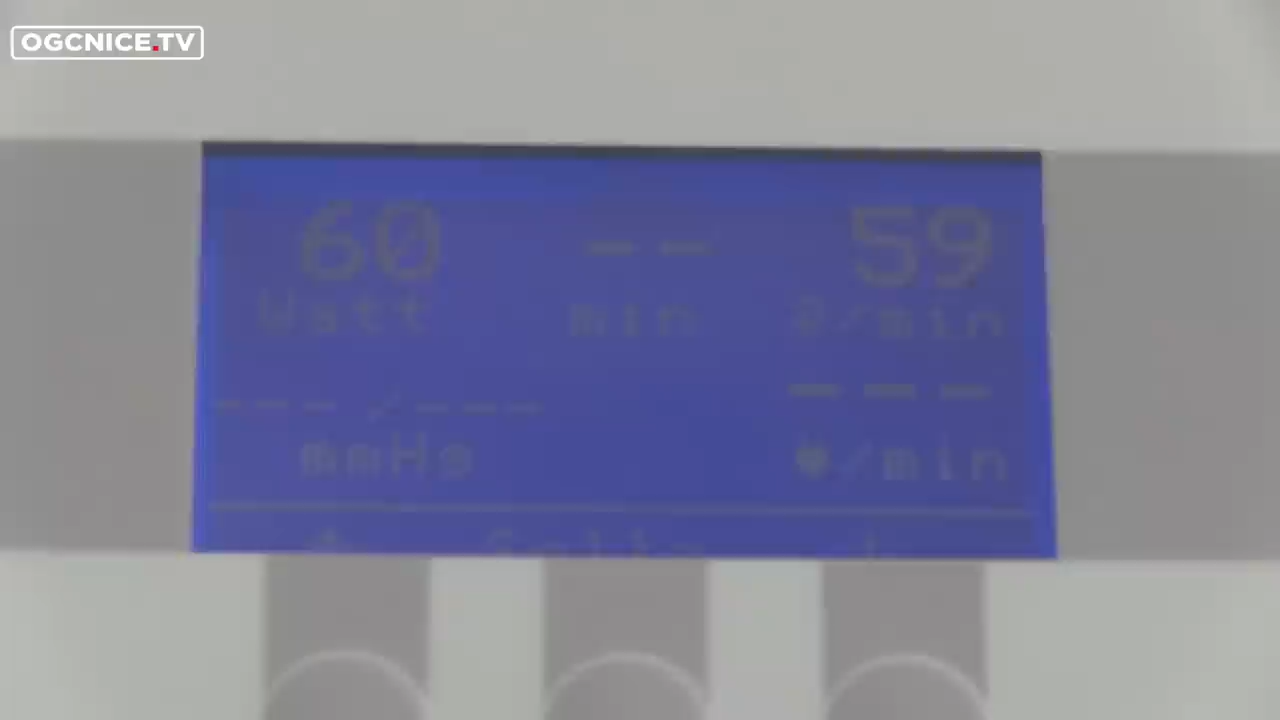 OGCNICE.TV
60 -- 59
Watt min /min
---/--- ---
mmHg /min